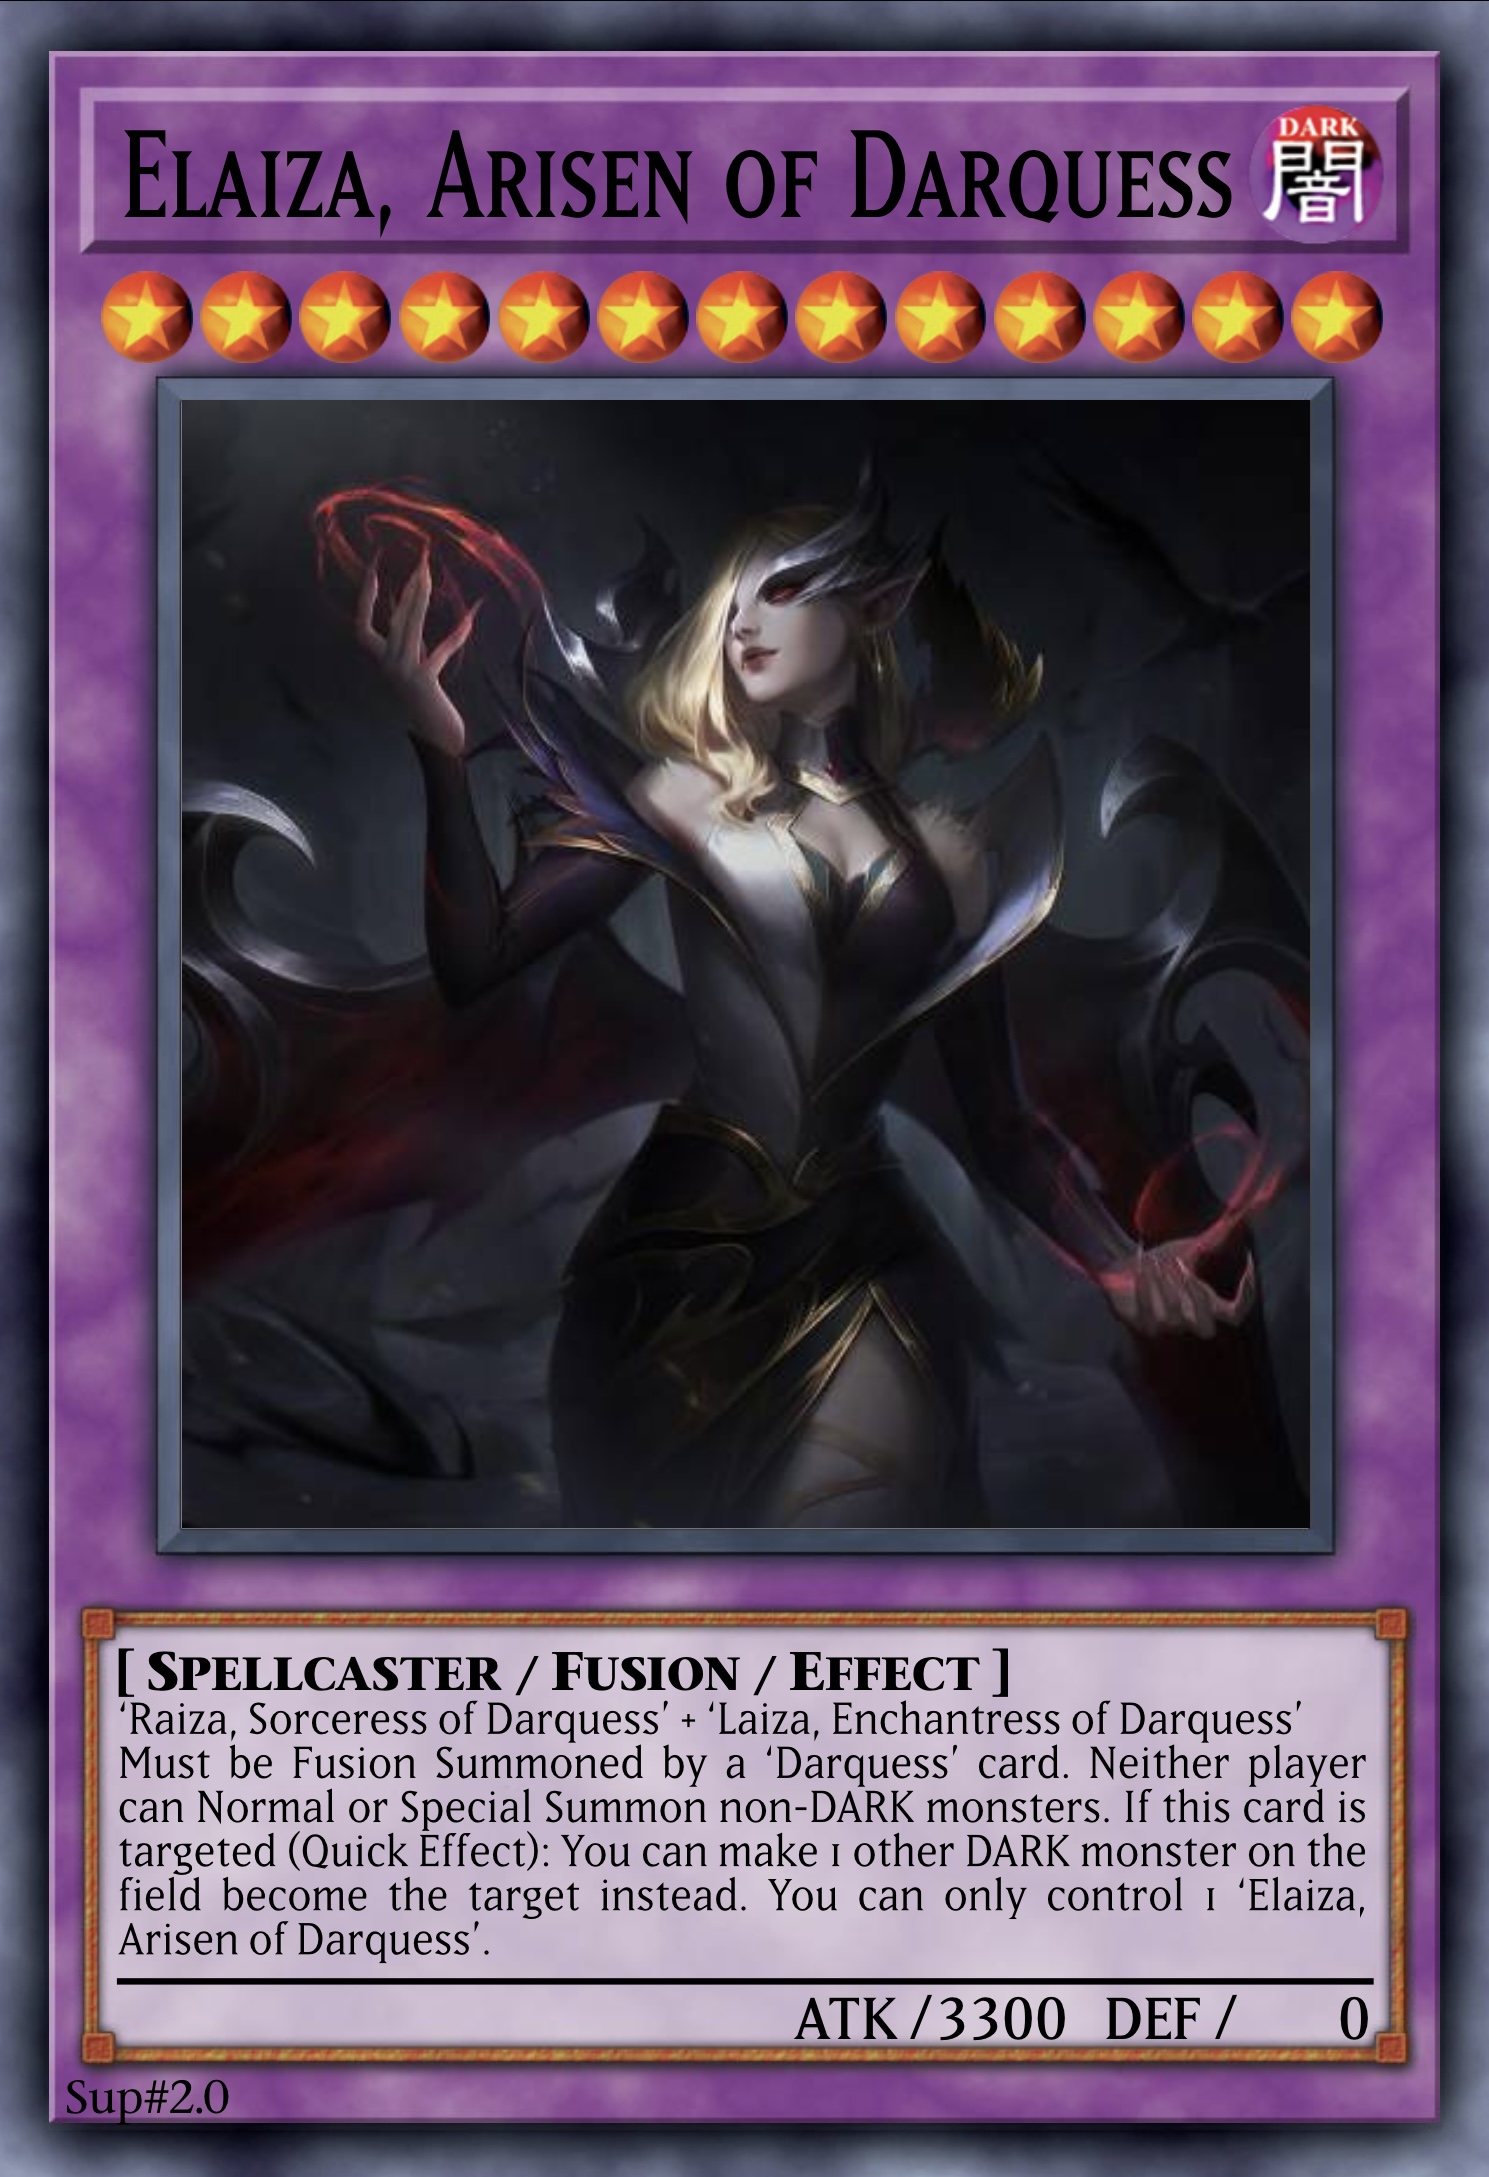 Elaiza, Arisen of Darquess
DARK
闇
[ Spellcaster / Fusion / Effect ]
‘Raiza, Sorceress of Darquess’ + ‘Laiza, Enchantress of Darquess’
Must be Fusion Summoned by a ‘Darquess’ card. Neither player
can Normal or Special Summon non-DARK monsters. If this card is
targeted (Quick Effect): You can make 1 other DARK monster on the
field become the target instead. You can only control 1 ‘Elaiza,
Arisen of Darquess’.
ATK / 3300 DEF / 0
Sup#2.0